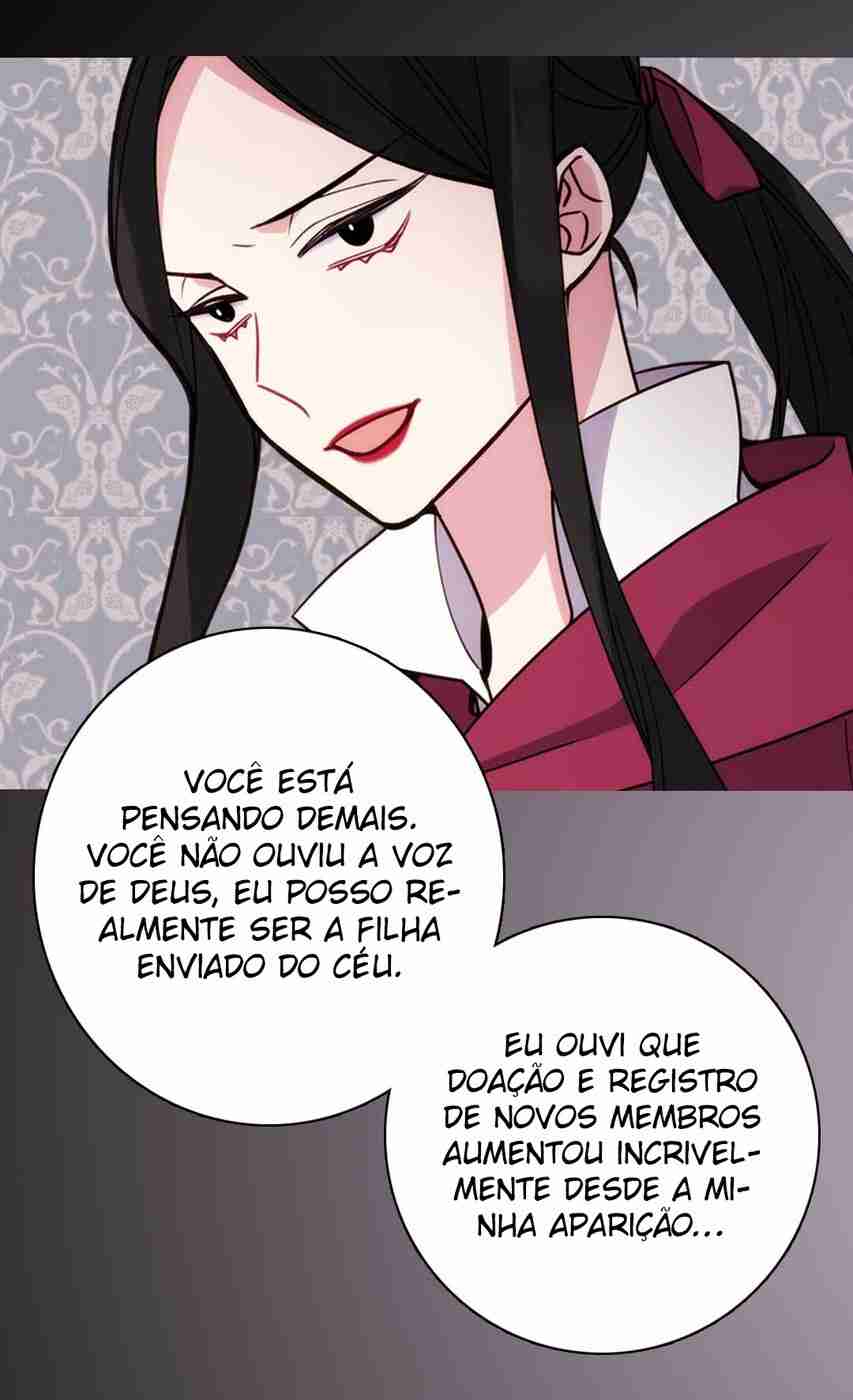 VOCÊ ESTÁ
PENSANDO DEMAIS.
VOCÊ NÃO OUVIU A VOZ
DE DEUS, EU POSSO RE-
ALMENTE SER A FILHA
ENVIADO DO CÉU.
EU OUVI QUE
DOAÇÃO E REGISTRO
DE NOVOS MEMBROS
AUMENTOU INCRIVEL-
MENTE DESDE A MI-
NHA APARIÇÃO...